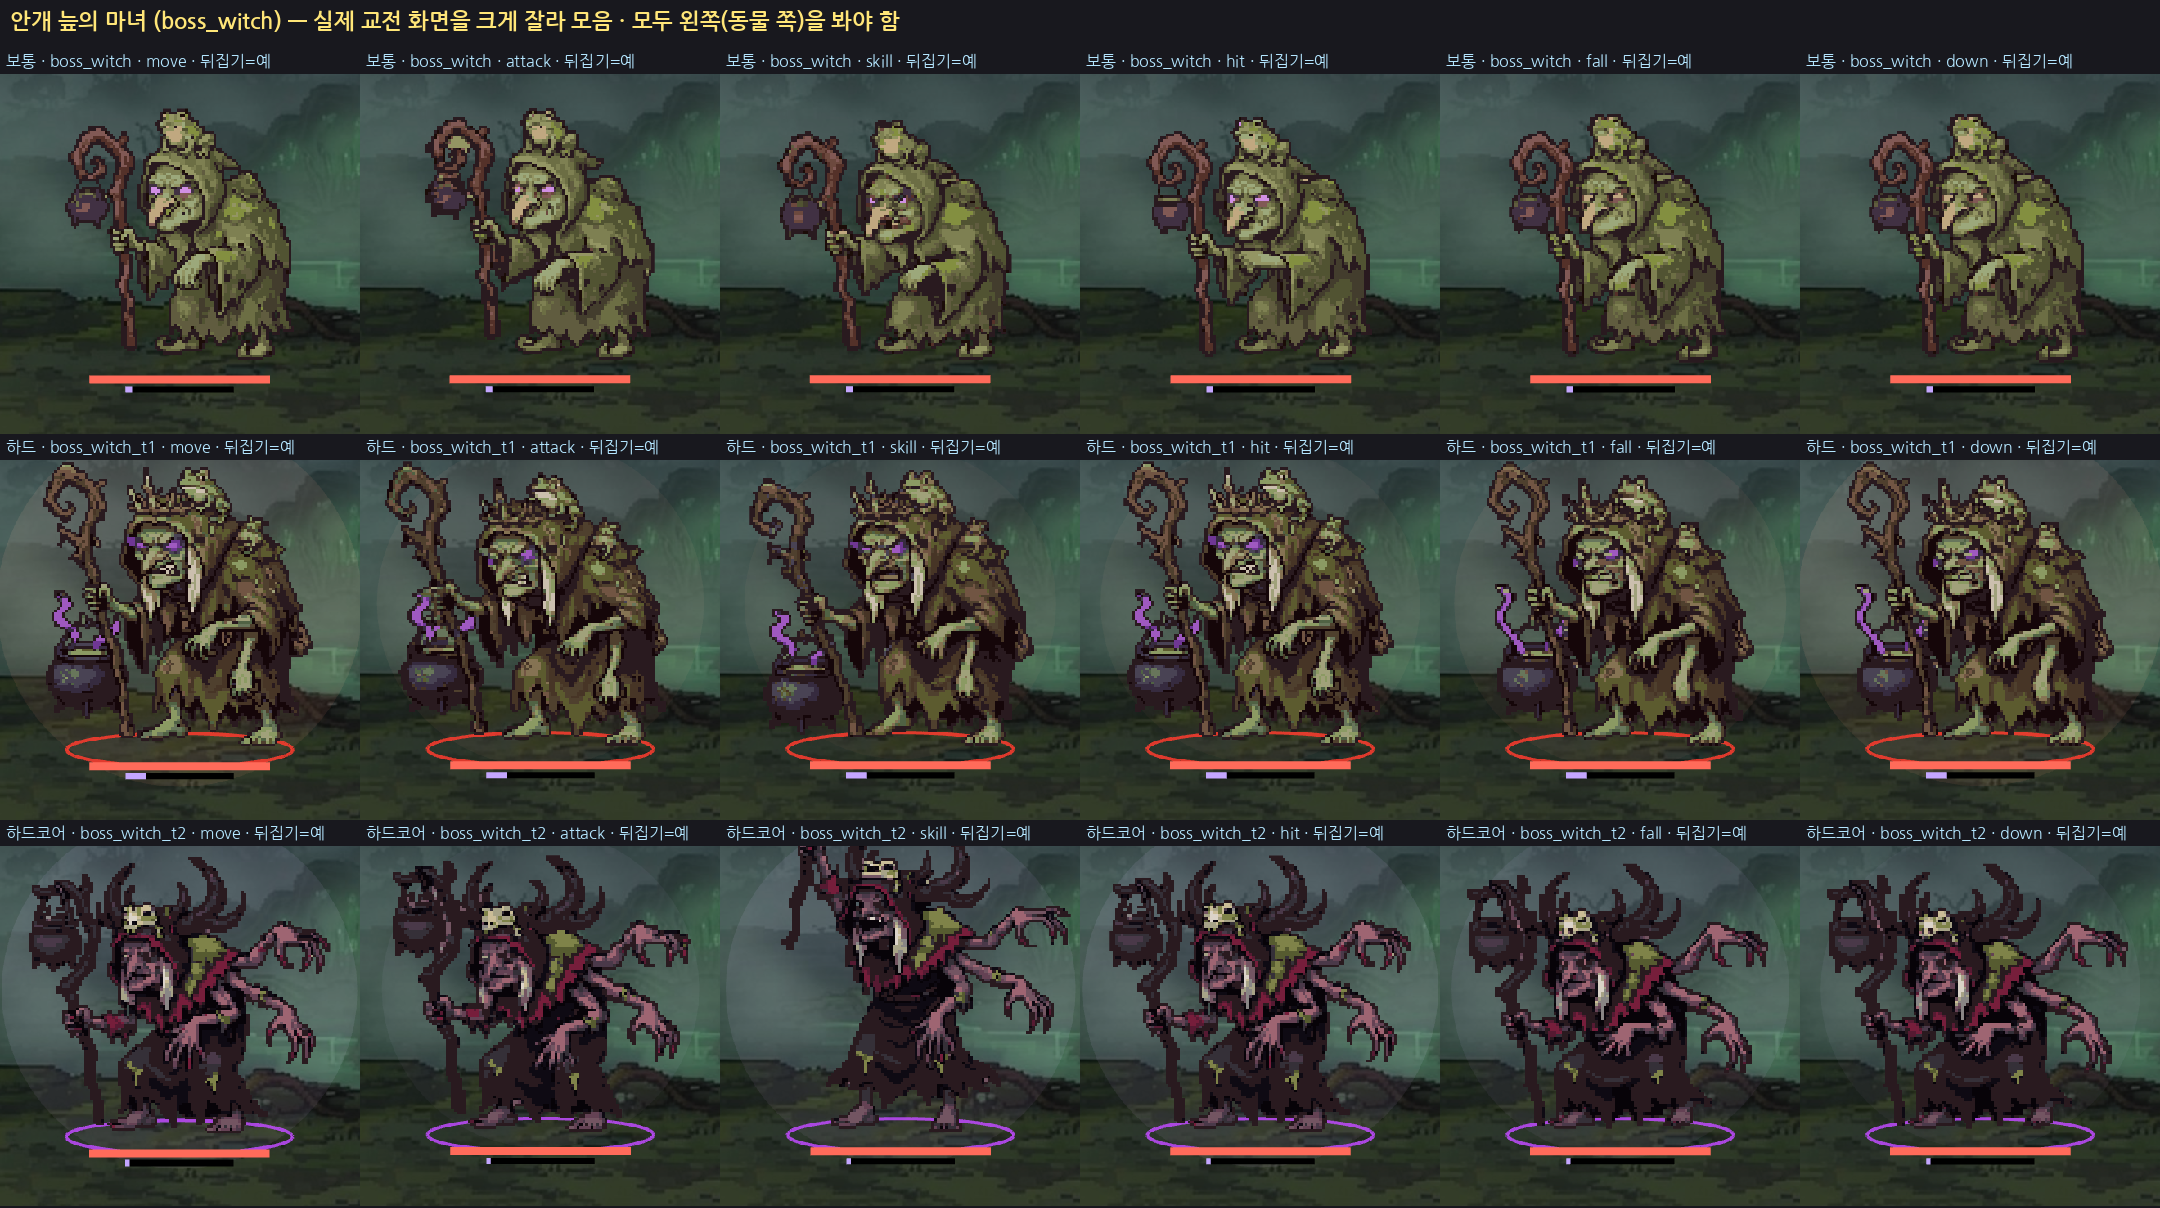 안개 늪의 마녀 (boss_witch) — 실제 교전 화면을 크게 잘라 모음 · 모두 왼쪽(동물 쪽)을 봐야 함
보통 · boss_witch · move · 뒤집기=예
보통 · boss_witch · attack · 뒤집기=예
보통 · boss_witch · skill · 뒤집기=예
보통 · boss_witch · hit · 뒤집기=예
보통 · boss_witch · fall · 뒤집기=예
보통 · boss_witch · down · 뒤집기=예
하드 · boss_witch_t1 · move · 뒤집기=예
하드 · boss_witch_t1 · attack · 뒤집기=예
하드 · boss_witch_t1 · skill · 뒤집기=예
하드 · boss_witch_t1 · hit · 뒤집기=예
하드 · boss_witch_t1 · fall · 뒤집기=예
하드 · boss_witch_t1 · down · 뒤집기=예
하드코어 · boss_witch_t2 · move · 뒤집기=예
하드코어 · boss_witch_t2 · attack · 뒤집기=예
하드코어 · boss_witch_t2 · skill · 뒤집기=예
하드코어 · boss_witch_t2 · hit · 뒤집기=예
하드코어 · boss_witch_t2 · fall · 뒤집기=예
하드코어 · boss_witch_t2 · down · 뒤집기=예